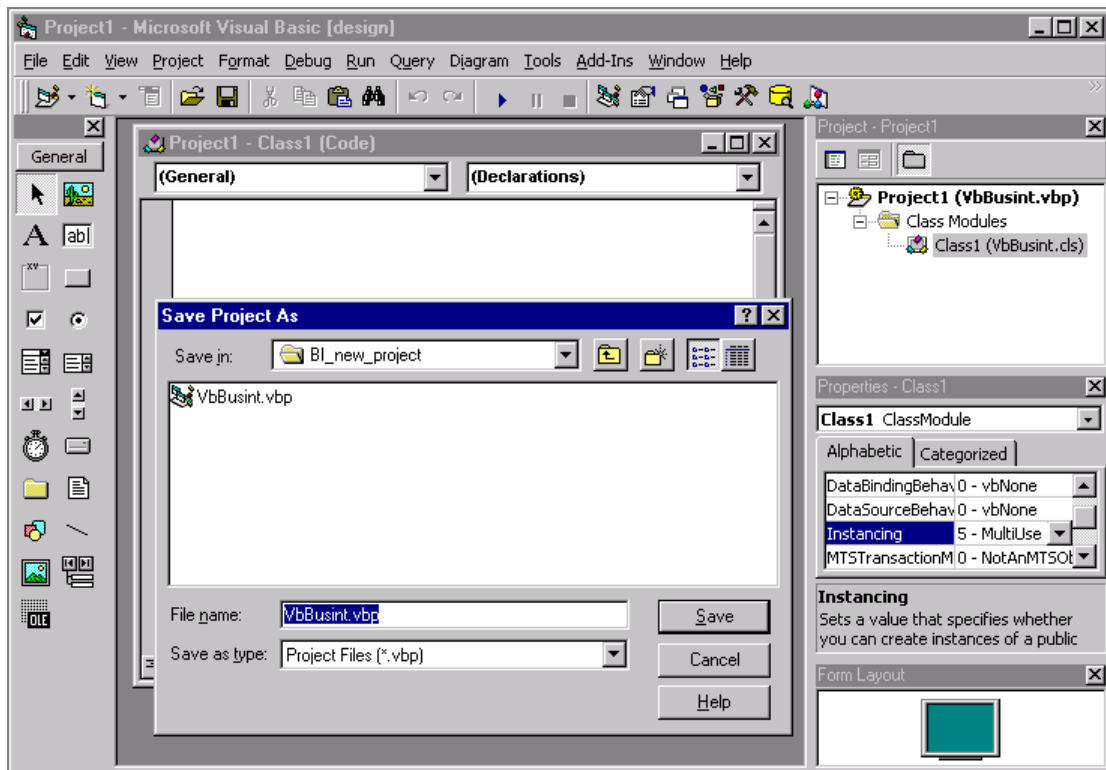 Project1 - Microsoft Visual Basic [design]
File Edit View Project Format Debug Run Query Diagram Tools Add-Ins Window Help
General
A
abl
xy
OLE
Project1 - Class1 (Code)
(General) (Declarations)
Save Project As
Save in: BI_new_project
VbBusint.vbp
File name: VbBusint.vbp Save
Save as type: Project Files (*.vbp) Cancel
Help
Project - Project1
Project1 (VbBusint.vbp)
Class Modules
Class1 (VbBusint.cls)
Properties - Class1
Class1 ClassModule
Alphabetic Categorized
DataBindingBehav 0 - vbNone
DataSourceBehav 0 - vbNone
Instancing 5 - MultiUse
MTSTransactionM 0 - NotAnMTSOb
Instancing
Sets a value that specifies whether
you can create instances of a public
Form Layout